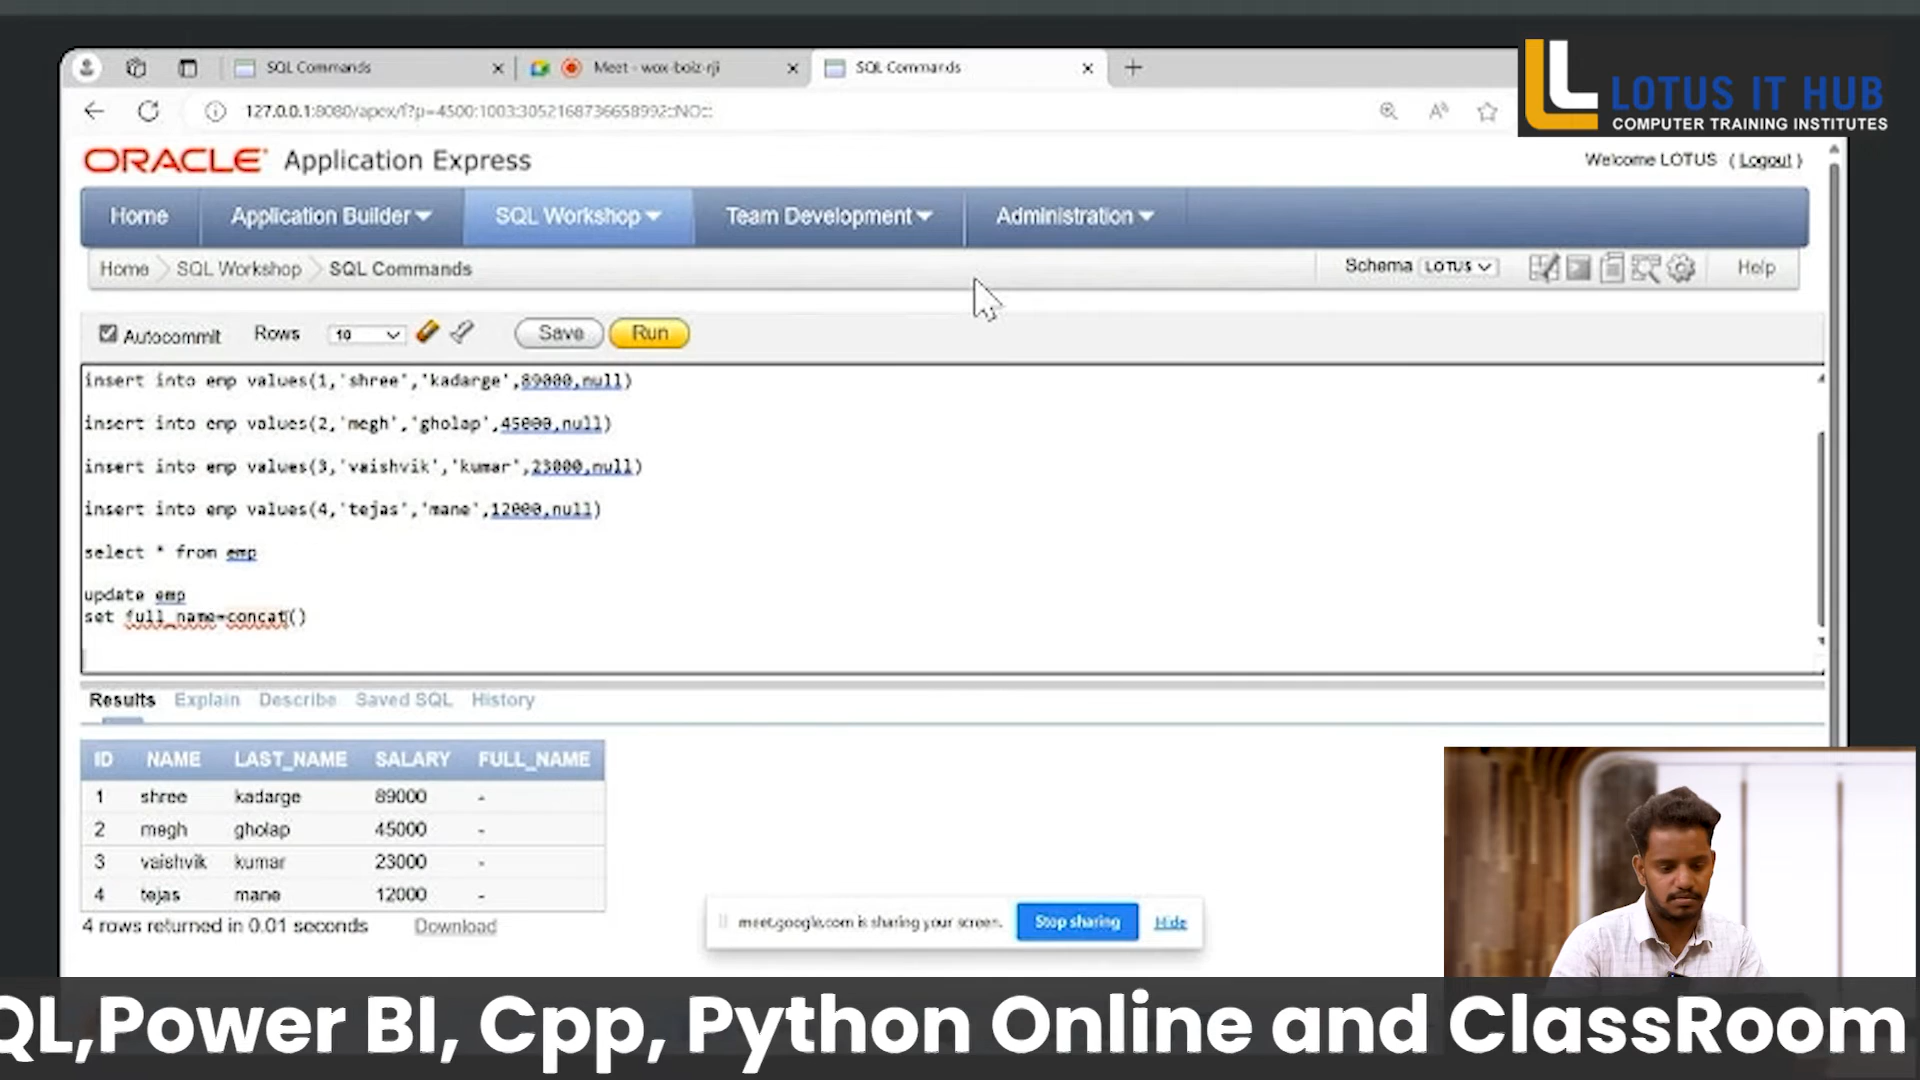 SQL Commands
Meet - wox-boiz-rji
SQL Commands
LOTUS IT HUB
COMPUTER TRAINING INSTITUTES
127.0.0.1:8080/apex/f?p=4500:1003:3052168736658992::NO:::
ORACLE Application Express
Welcome LOTUS ( Logout )
Home Application Builder SQL Workshop Team Development Administration
Home SQL Workshop SQL Commands
Schema LOTUS Help
Autocommit Rows 10 Save Run
insert into emp values(1,'shree','kadarge',89000,null)
insert into emp values(2,'megh','gholap',45000,null)
insert into emp values(3,'vaishvik','kumar',23000,null)
insert into emp values(4,'tejas','mane',12000,null)
select * from emp
update emp
set full_name=concat()
Results Explain Describe Saved SQL History
ID NAME LAST_NAME SALARY FULL_NAME
1 shree kadarge 89000 -
2 megh gholap 45000 -
3 vaishvik kumar 23000 -
4 tejas mane 12000 -
4 rows returned in 0.01 seconds Download
meet.google.com is sharing your screen. Stop sharing Hide
QL,Power BI, Cpp, Python Online and ClassRoom